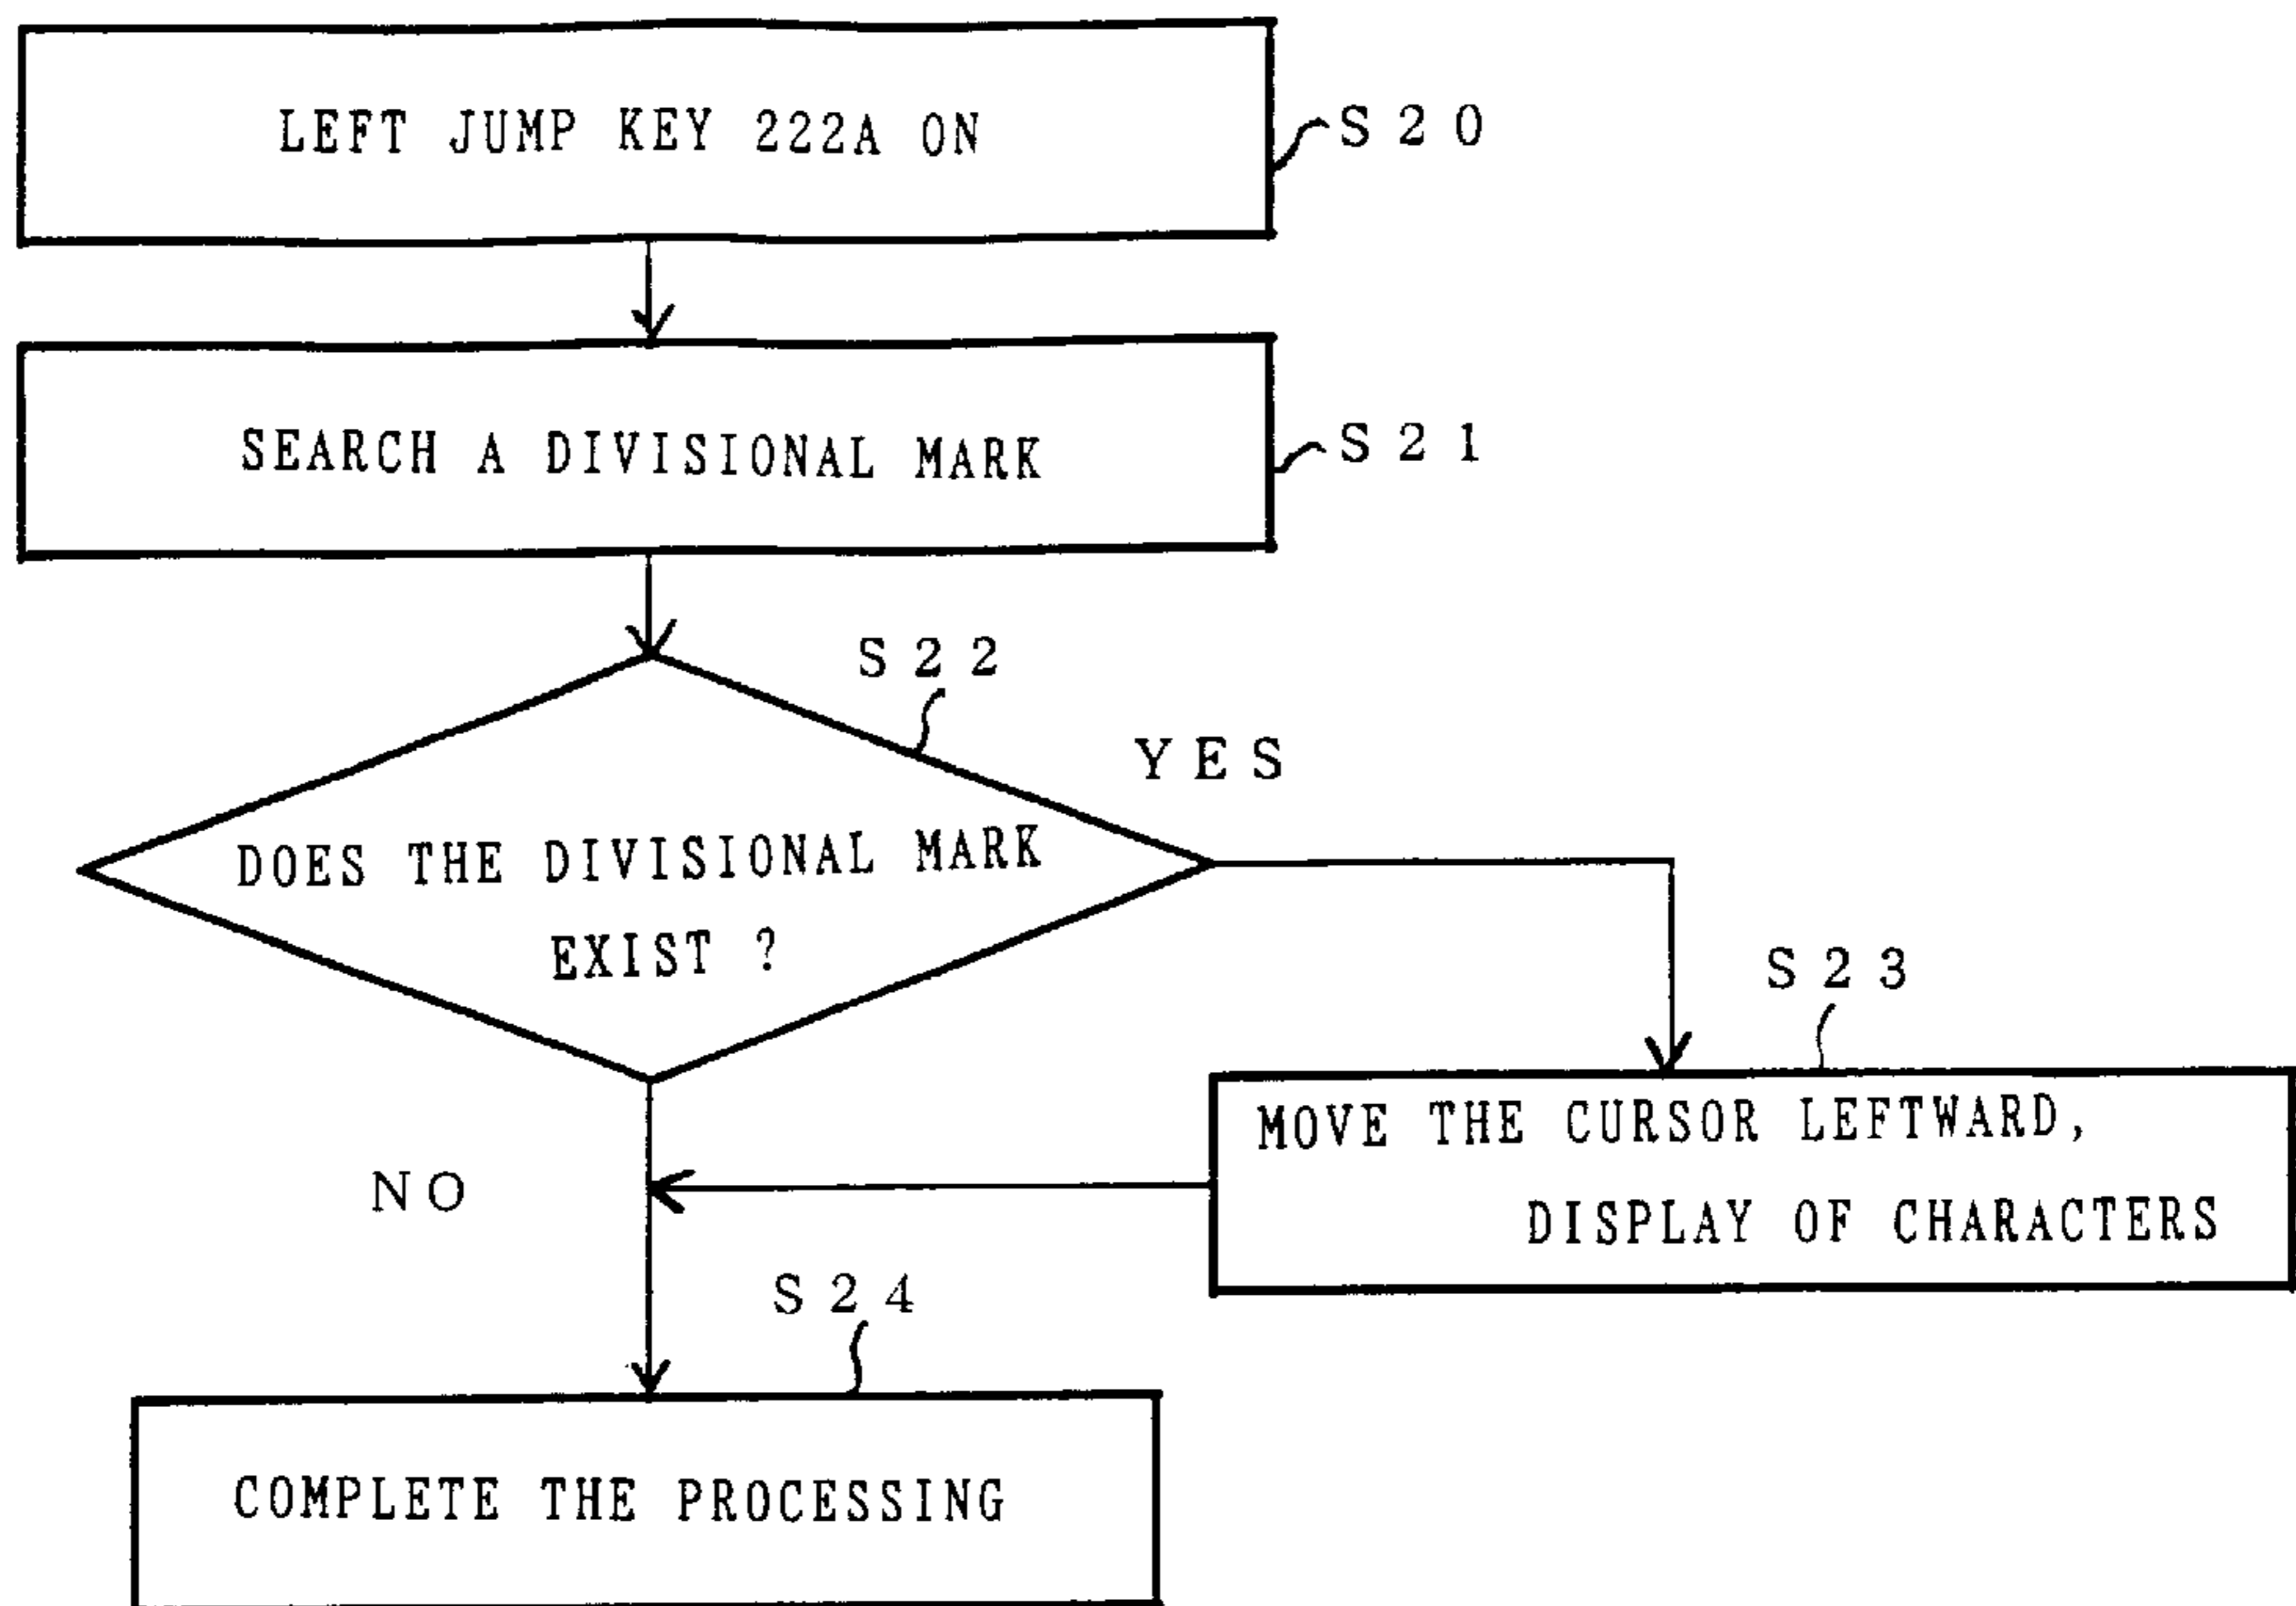 LEFT JUMP KEY 222A ON
S20
SEARCH A DIVISIONAL MARK
S21
S22
YES
DOES THE DIVISIONAL MARK
EXIST ?
S23
MOVE THE CURSOR LEFTWARD,
DISPLAY OF CHARACTERS
NO
S24
COMPLETE THE PROCESSING